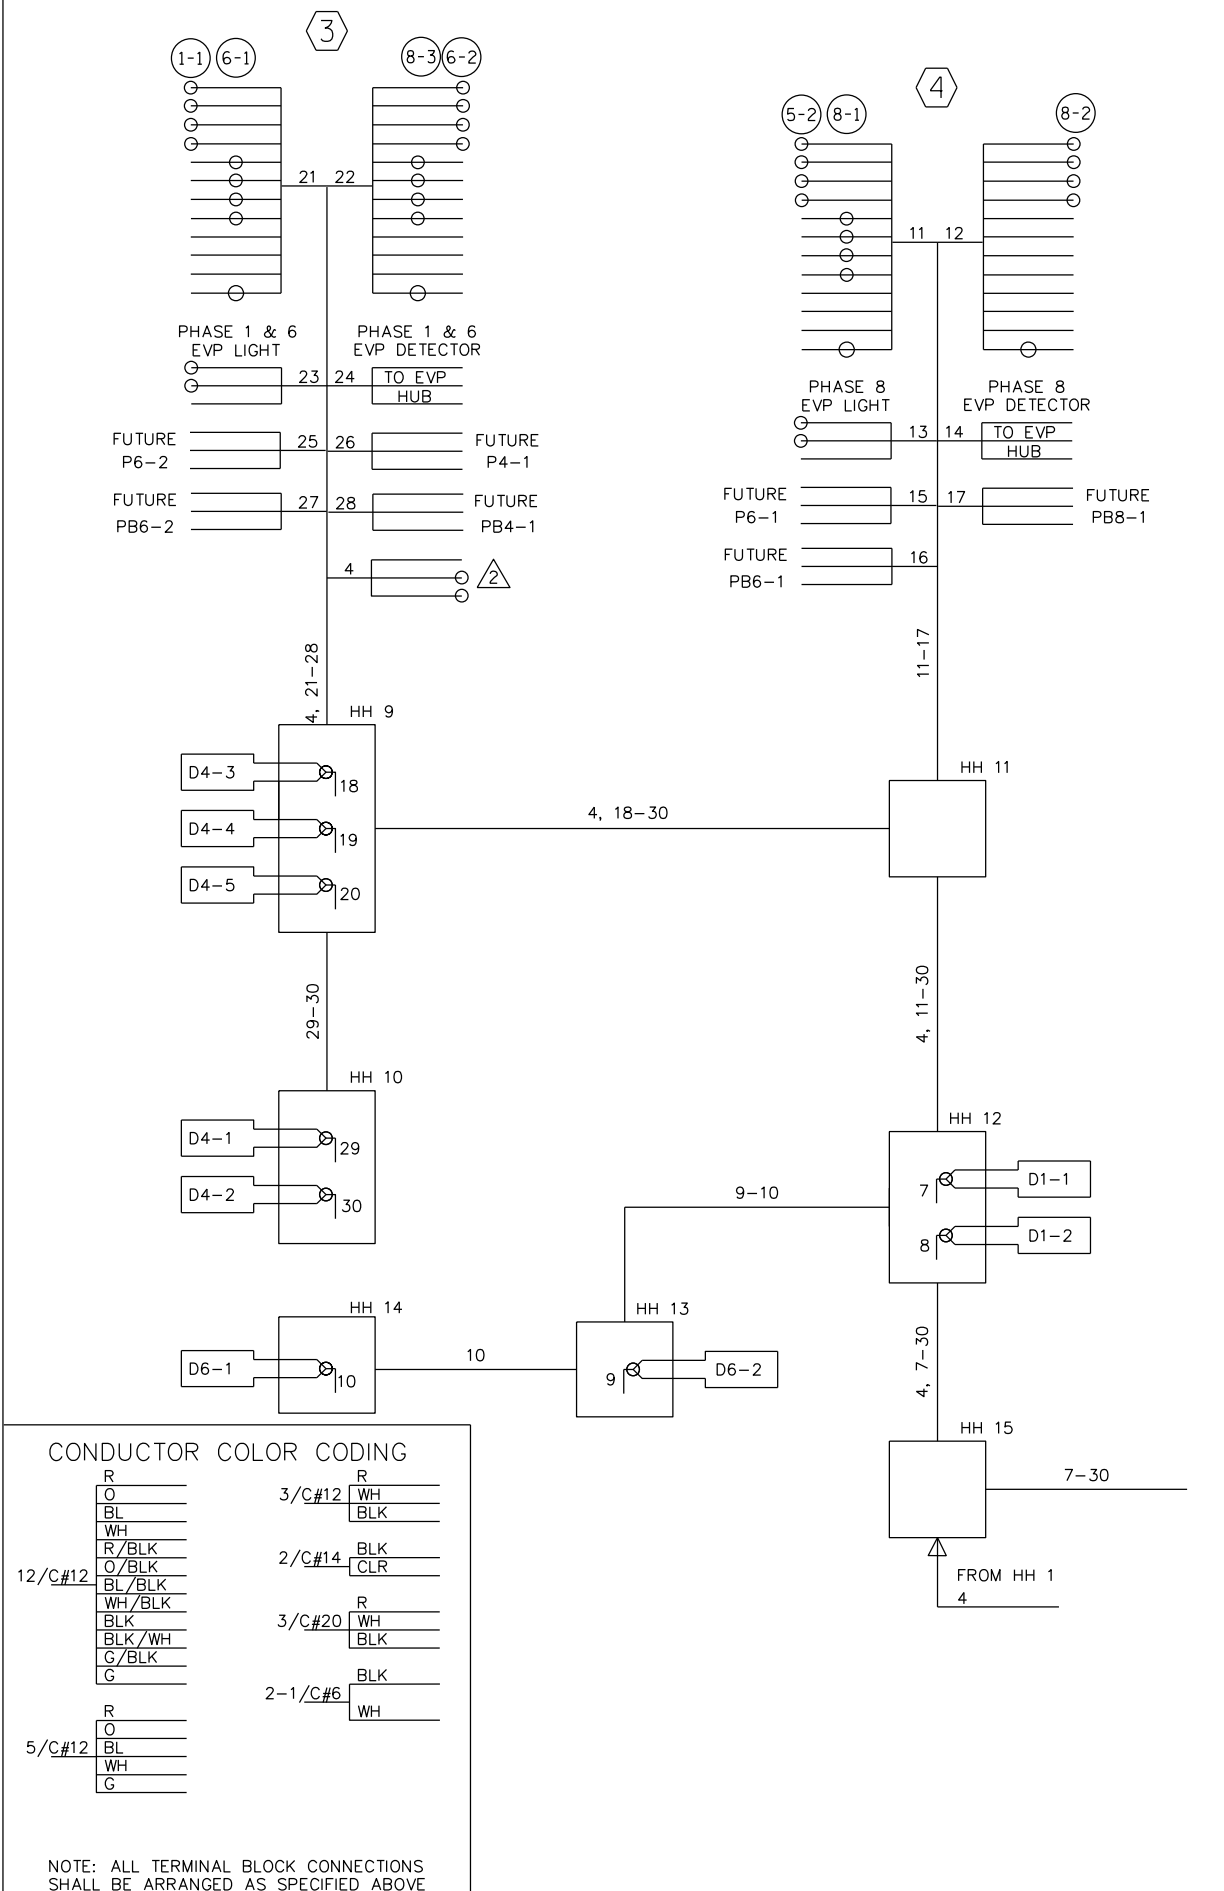 3
1-1 6-1
8-3 6-2
21 22
PHASE 1 & 6
EVP LIGHT
PHASE 1 & 6
EVP DETECTOR
23 24
TO EVP
HUB
FUTURE
P6-2
25 26
FUTURE
P4-1
FUTURE
PB6-2
27 28
FUTURE
PB4-1
4
2
4, 21-28
HH 9
D4-3
18
D4-4
19
D4-5
20
4, 18-30
29-30
HH 10
D4-1
29
D4-2
30
4
5-2 8-1
8-2
11 12
PHASE 8
EVP LIGHT
PHASE 8
EVP DETECTOR
13 14
TO EVP
HUB
FUTURE
P6-1
15 17
FUTURE
PB8-1
FUTURE
PB6-1
16
11-17
HH 11
4, 11-30
HH 12
7
D1-1
8
D1-2
9-10
HH 14
D6-1
10
10
HH 13
9
D6-2
4, 7-30
HH 15
7-30
FROM HH 1
4
CONDUCTOR COLOR CODING
12/C#12
R
O
BL
WH
R/BLK
O/BLK
BL/BLK
WH/BLK
BLK
BLK/WH
G/BLK
G
5/C#12
R
O
BL
WH
G
3/C#12
R
WH
BLK
2/C#14
BLK
CLR
3/C#20
R
WH
BLK
2-1/C#6
BLK
WH
NOTE: ALL TERMINAL BLOCK CONNECTIONS
SHALL BE ARRANGED AS SPECIFIED ABOVE